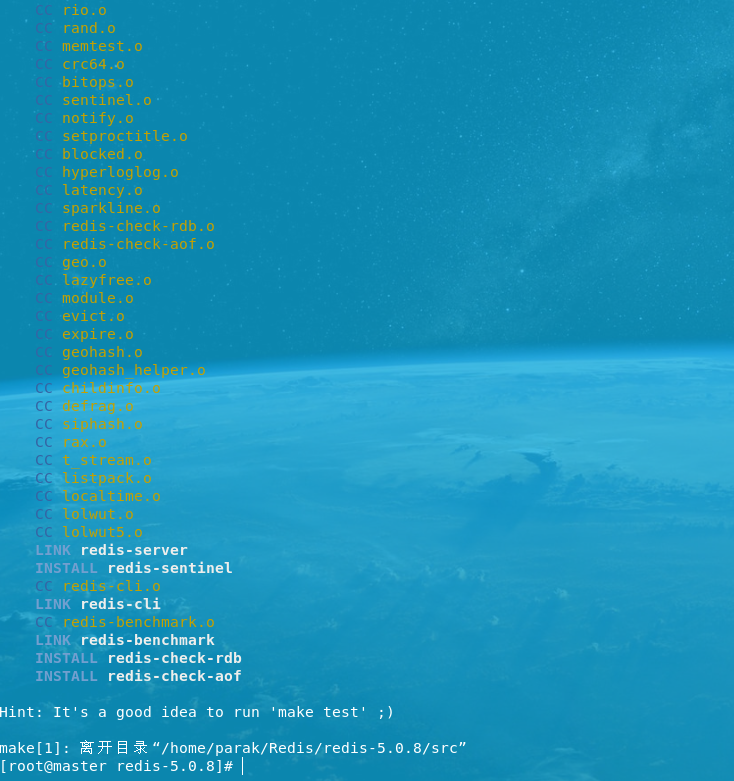 CC rio.o
CC rand.o
CC memtest.o
CC crc64.o
CC bitops.o
CC sentinel.o
CC notify.o
CC setproctitle.o
CC blocked.o
CC hyperloglog.o
CC latency.o
CC sparkline.o
CC redis-check-rdb.o
CC redis-check-aof.o
CC geo.o
CC lazyfree.o
CC module.o
CC evict.o
CC expire.o
CC geohash.o
CC geohash_helper.o
CC childinfo.o
CC defrag.o
CC siphash.o
CC rax.o
CC t_stream.o
CC listpack.o
CC localtime.o
CC lolwut.o
CC lolwut5.o
LINK redis-server
INSTALL redis-sentinel
CC redis-cli.o
LINK redis-cli
CC redis-benchmark.o
LINK redis-benchmark
INSTALL redis-check-rdb
INSTALL redis-check-aof
Hint: It's a good idea to run 'make test' ;)
make[1]: 离开目录“/home/parak/Redis/redis-5.0.8/src”
[root@master redis-5.0.8]#